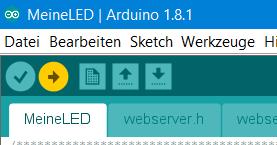 MeineLED | Arduino 1.8.1
Datei Bearbeiten Sketch Werkzeuge
MeineLED webserver.h